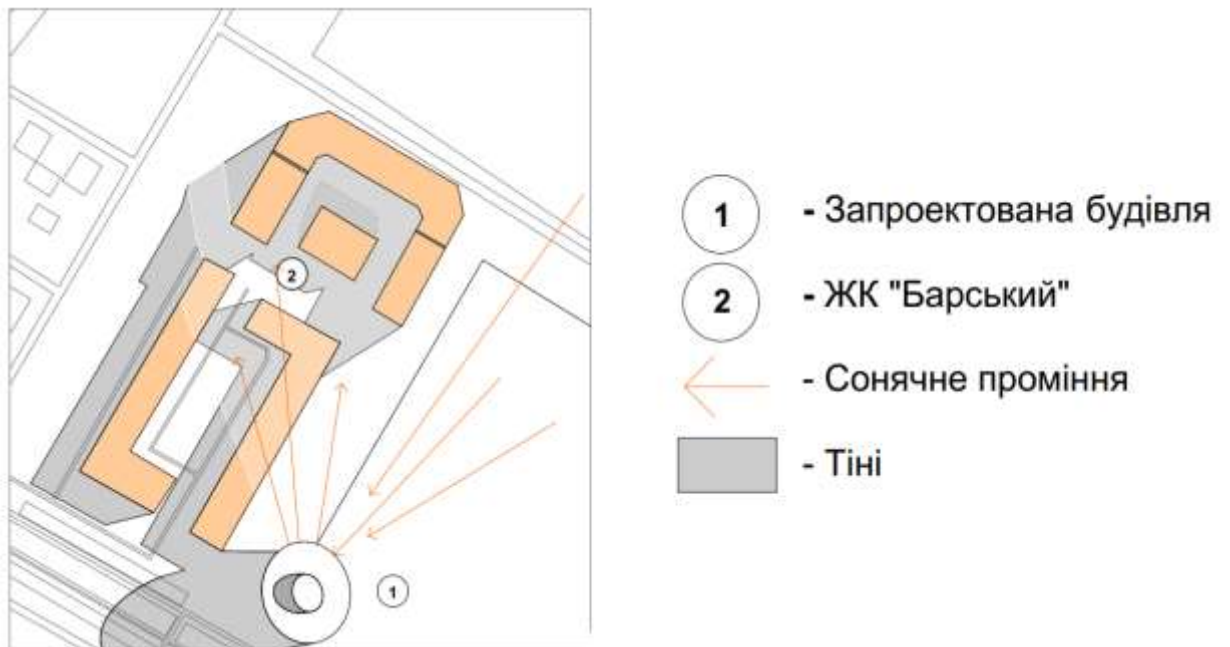 2
1
1 - Запроектована будівля
2 - ЖК "Барський"
- Сонячне проміння
- Тіні